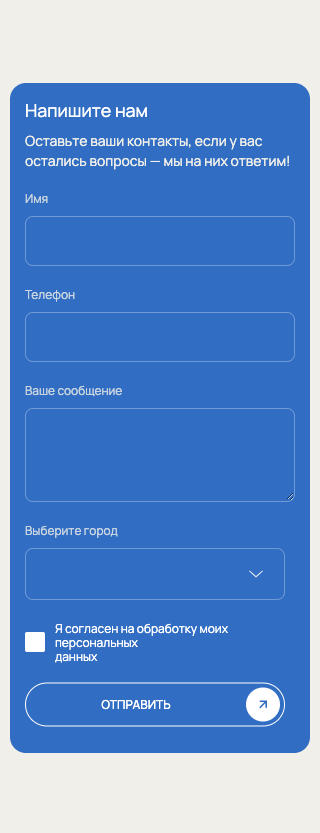 Напишите нам
Оставьте ваши контакты, если у вас
остались вопросы — мы на них ответим!
Имя
Телефон
Ваше сообщение
Выберите город
Я согласен на обработку моих
персональных
данных
ОТПРАВИТЬ